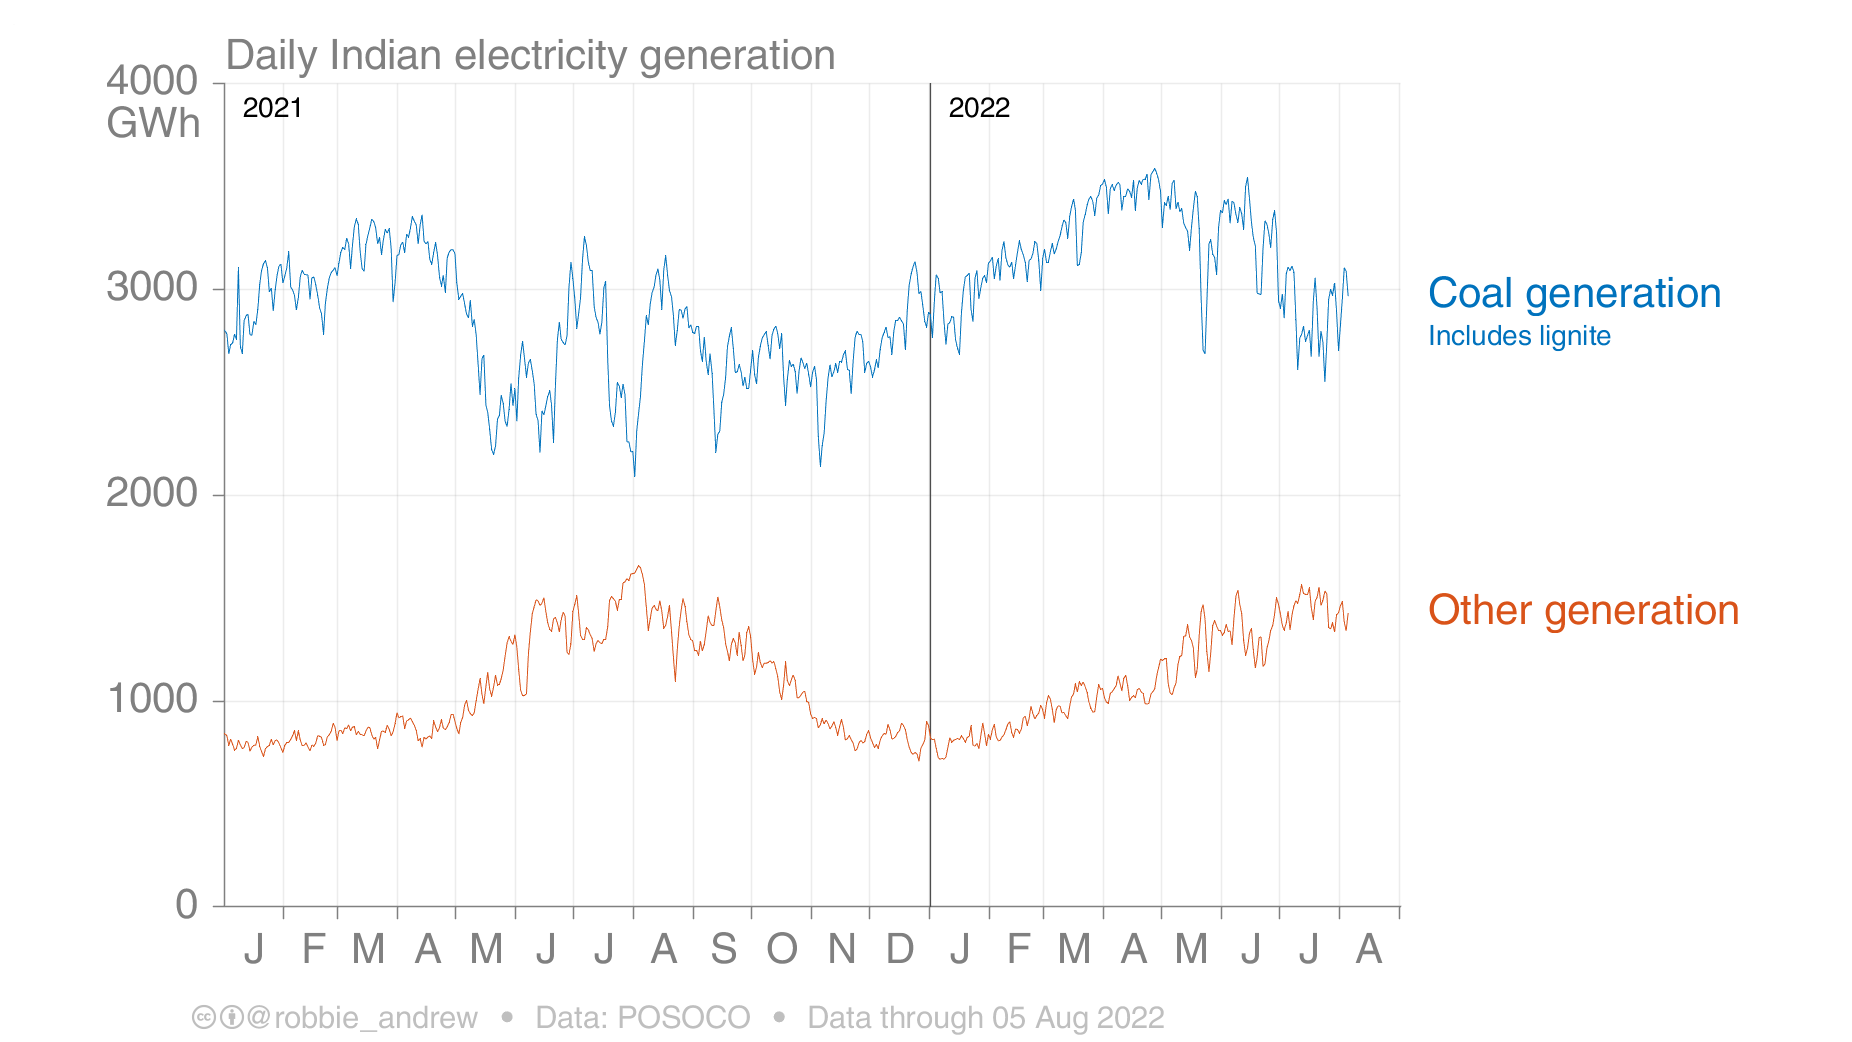 Daily Indian electricity generation
4000
GWh
2021
2022
3000
2000
1000
0
Coal generation
Includes lignite
Other generation
J F M A M J J A S O N D J F M A M J J A
@robbie_andrew • Data: POSOCO • Data through 05 Aug 2022